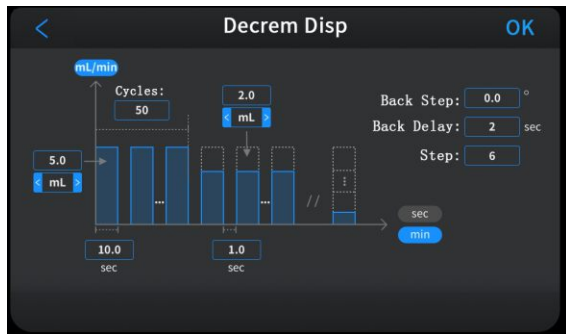 < Decrem Disp OK
mL/min
Cycles:
50
2.0
< mL >
5.0
< mL >
...
...
//
10.0
sec
1.0
sec
Back Step: 0.0 °
Back Delay: 2 sec
Step: 6
sec
min